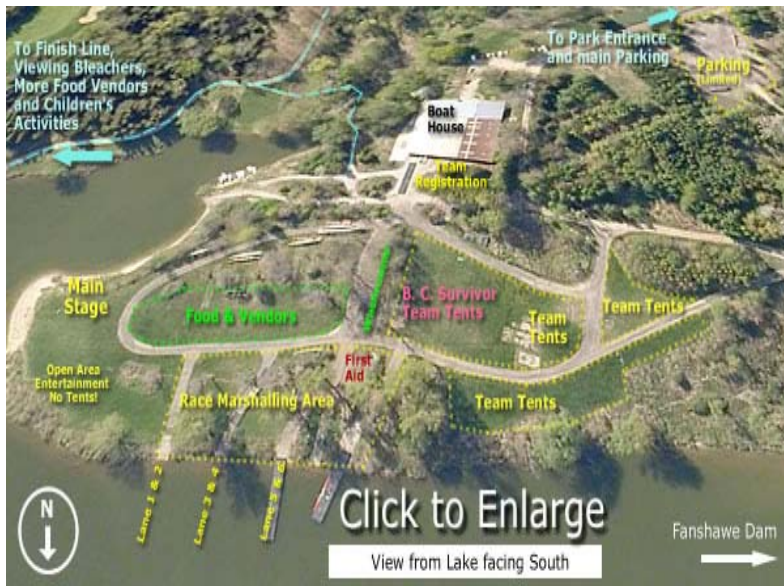 To Finish Line,
Viewing Bleachers,
More Food Vendors
and Children's
Activities
To Park Entrance
and main Parking
Parking
(Limited)
Boat
House
Team
Registration
Main
Stage
Food & Vendors
B. C. Survivor
Team Tents
Team
Tents
Team Tents
Open Area
Entertainment
No Tents!
First
Aid
Race Marshalling Area
Team Tents
Lane 1 & 2
Lane 3 & 4
Lane 5 & 6
N
Click to Enlarge
View from Lake facing South
Fanshawe Dam